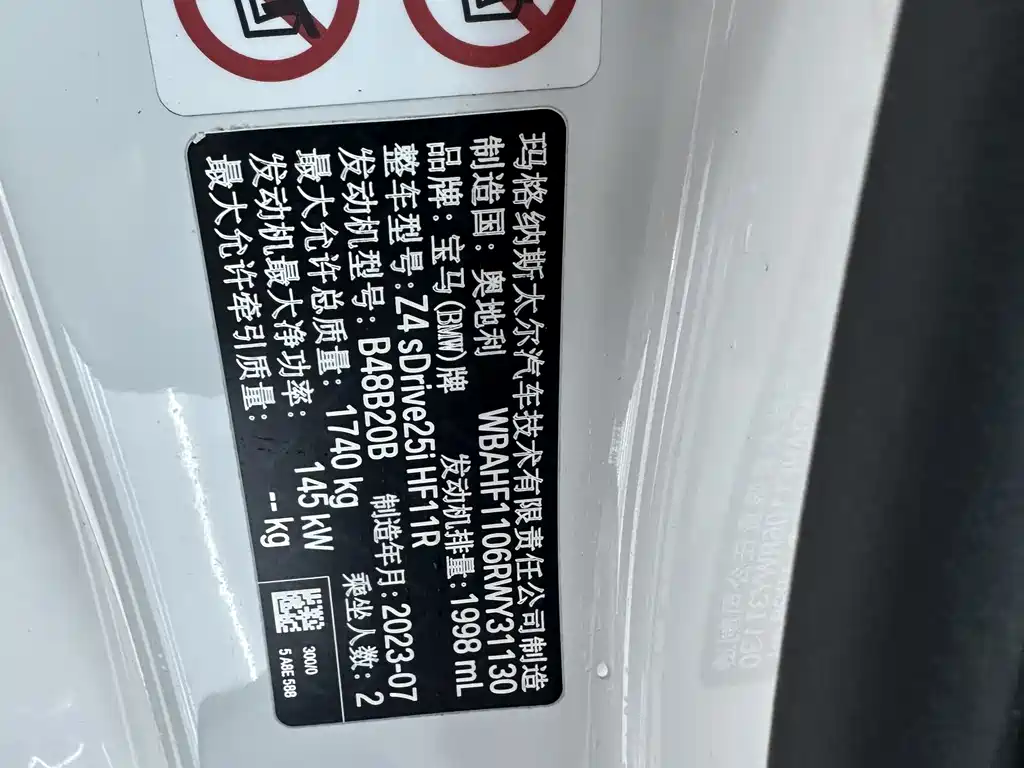 玛格纳斯太尔汽车技术有限责任公司制造
制造国：奥地利 WBAHF1106RWY31130
品牌：宝马(BMW)牌 发动机排量：1998 mL
整车型号：Z4 sDrive25i HF11R
发动机型号：B48B20B 制造年月：2023-07
最大允许总质量：1740 kg 乘坐人数：2
发动机最大净功率：145 kW
最大允许牵引质量：-- kg
300/0
5 A8E 588